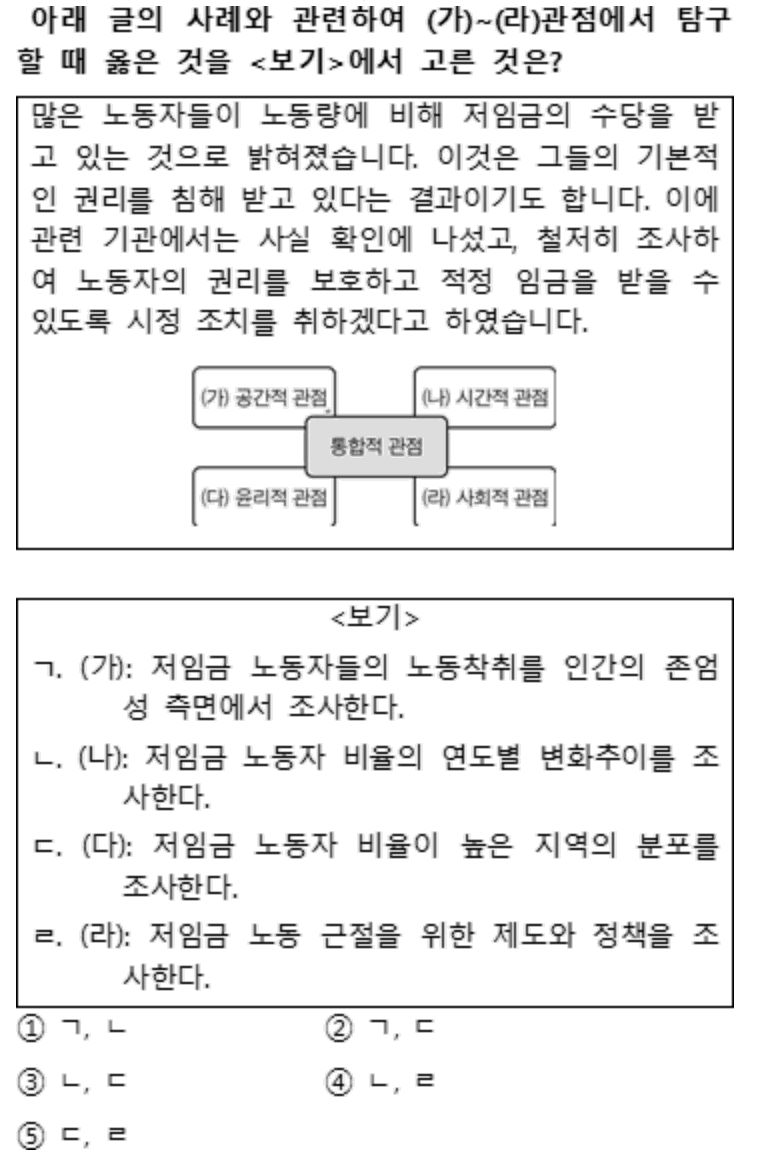 아래 글의 사례와 관련하여 (가)~(라)관점에서 탐구
할 때 옳은 것을 <보기>에서 고른 것은?
많은 노동자들이 노동량에 비해 저임금의 수당을 받
고 있는 것으로 밝혀졌습니다. 이것은 그들의 기본적
인 권리를 침해 받고 있다는 결과이기도 합니다. 이에
관련 기관에서는 사실 확인에 나섰고, 철저히 조사하
여 노동자의 권리를 보호하고 적정 임금을 받을 수
있도록 시정 조치를 취하겠다고 하였습니다.
(가) 공간적 관점
(나) 시간적 관점
통합적 관점
(다) 윤리적 관점
(라) 사회적 관점
<보기>
ㄱ. (가): 저임금 노동자들의 노동착취를 인간의 존엄
성 측면에서 조사한다.
ㄴ. (나): 저임금 노동자 비율의 연도별 변화추이를 조
사한다.
ㄷ. (다): 저임금 노동자 비율이 높은 지역의 분포를
조사한다.
ㄹ. (라): 저임금 노동 근절을 위한 제도와 정책을 조
사한다.
① ㄱ, ㄴ
② ㄱ, ㄷ
③ ㄴ, ㄷ
④ ㄴ, ㄹ
⑤ ㄷ, ㄹ